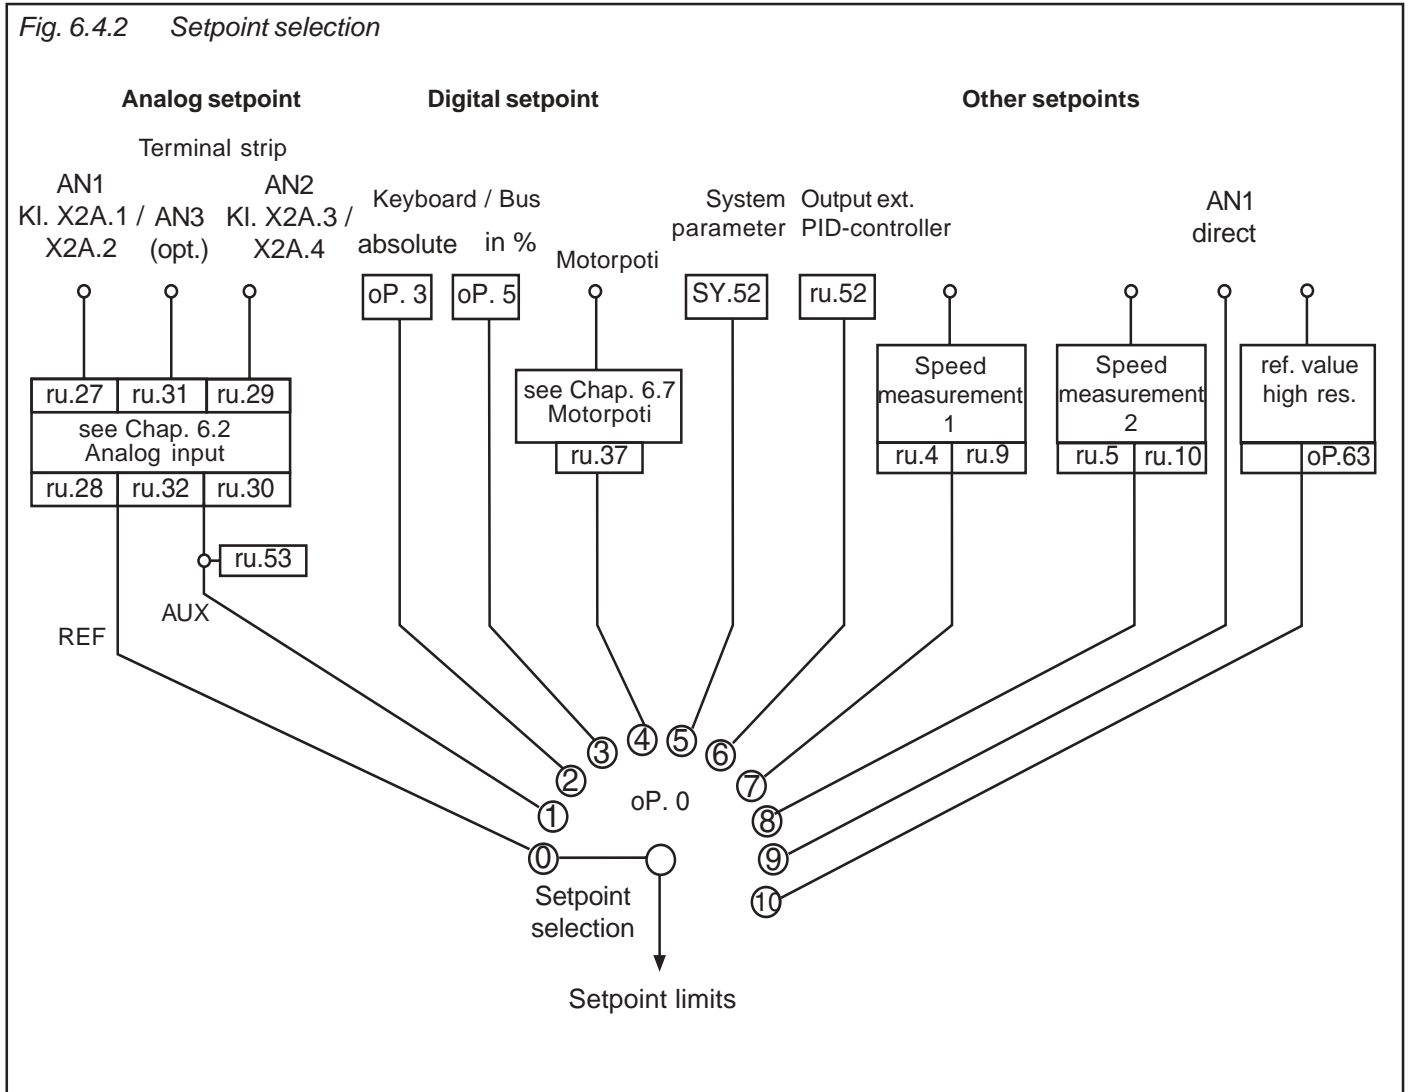 Fig. 6.4.2 Setpoint selection
Analog setpoint
Digital setpoint
Other setpoints
Terminal strip
AN1
Kl. X2A.1 /
X2A.2
AN3
(opt.)
AN2
Kl. X2A.3 /
X2A.4
Keyboard / Bus
absolute
in %
Motorpoti
System
parameter
Output ext.
PID-controller
AN1
direct
oP. 3
oP. 5
SY.52
ru.52
ru.27
ru.31
ru.29
see Chap. 6.2
Analog input
ru.28
ru.32
ru.30
see Chap. 6.7
Motorpoti
ru.37
Speed
measurement
1
ru.4
ru.9
Speed
measurement
2
ru.5
ru.10
ref. value
high res.
oP.63
ru.53
AUX
REF
0
1
2
3
4
5
6
7
8
9
10
oP. 0
Setpoint
selection
Setpoint limits